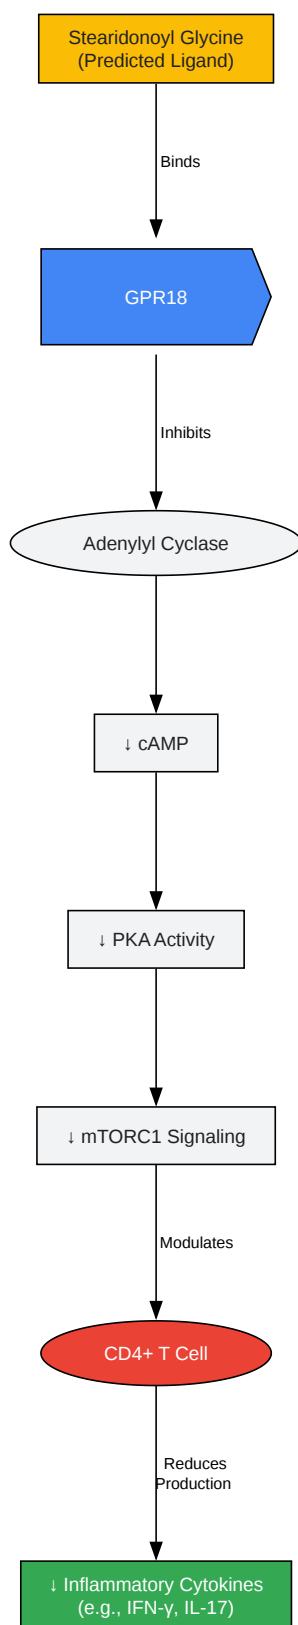 Stearidonoyl Glycine
(Predicted Ligand)
Binds
GPR18
Inhibits
Adenylyl Cyclase
↓ cAMP
↓ PKA Activity
↓ mTORC1 Signaling
Modulates
CD4+ T Cell
Reduces
Production
↓ Inflammatory Cytokines
(e.g., IFN-γ, IL-17)